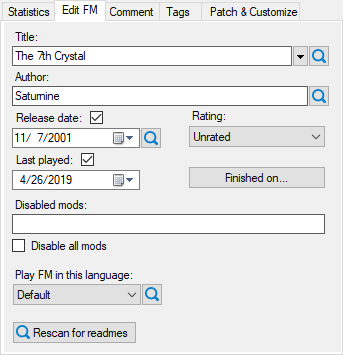 Statistics Edit FM Comment Tags Patch & Customize
Title:
The 7th Crystal
Author:
Saturnine
Release date: Rating:
11/ 7/2001 Unrated
Last played:
4/26/2019 Finished on...
Disabled mods:
Disable all mods
Play FM in this language:
Default
Rescan for readmes